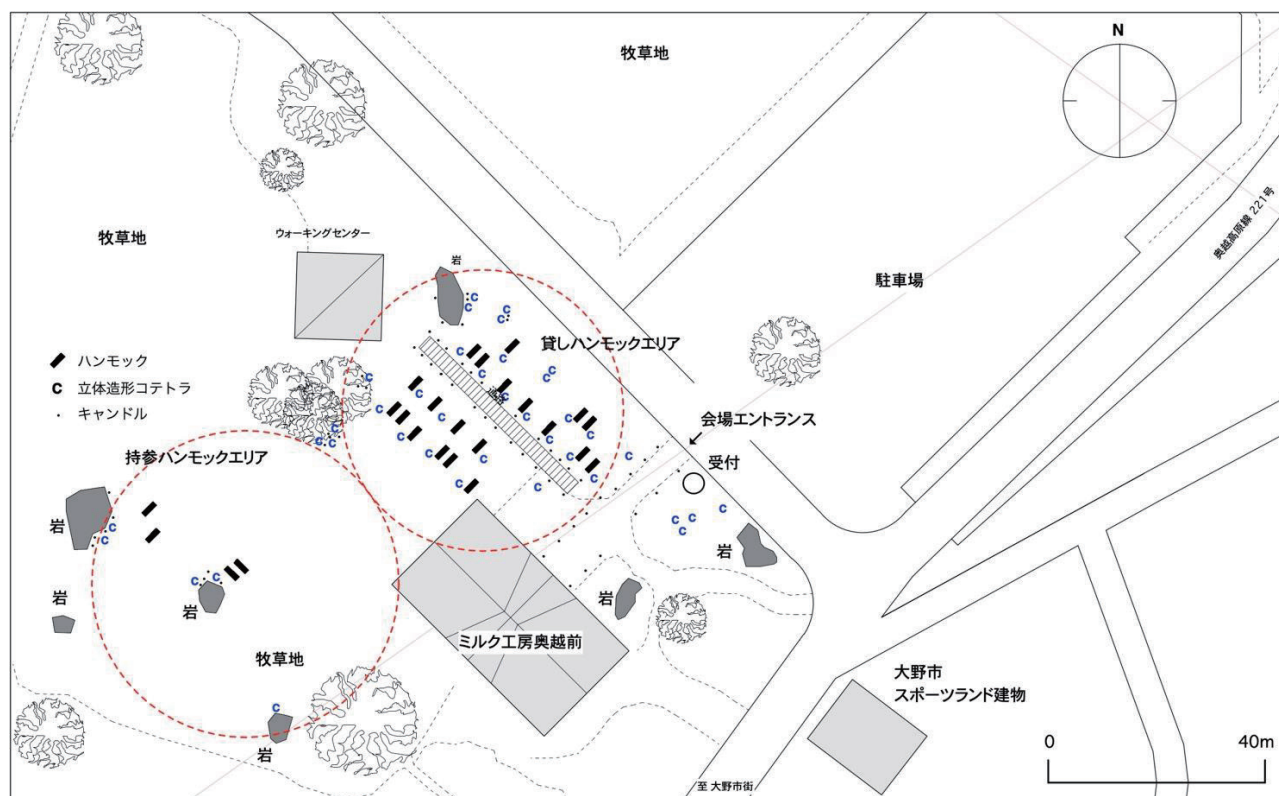 牧草地
N
奥越高原線 221号
牧草地
ウォーキングセンター
岩
駐車場
貸しハンモックエリア
ハンモック
C 立体造形コテトラ
キャンドル
通路
会場エントランス
受付
持参ハンモックエリア
岩
岩
岩
岩
岩
ミルク工房奥越前
牧草地
岩
大野市
スポーツランド建物
至 大野市街
0 40m